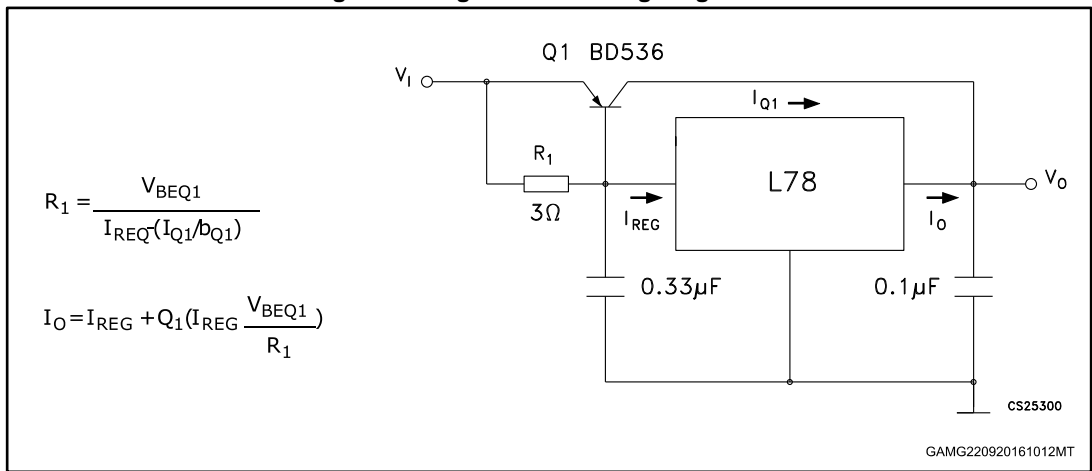 Q1 BD536
V_I
I_Q1
R_1
L78
V_O
3Ω
I_REG
I_O
R_1 = V_BEQ1 / I_REQ-(I_Q1/b_Q1)
0.33μF
0.1μF
I_O=I_REG +Q_1(I_REG V_BEQ1 / R_1)
CS25300
GAMG220920161012MT